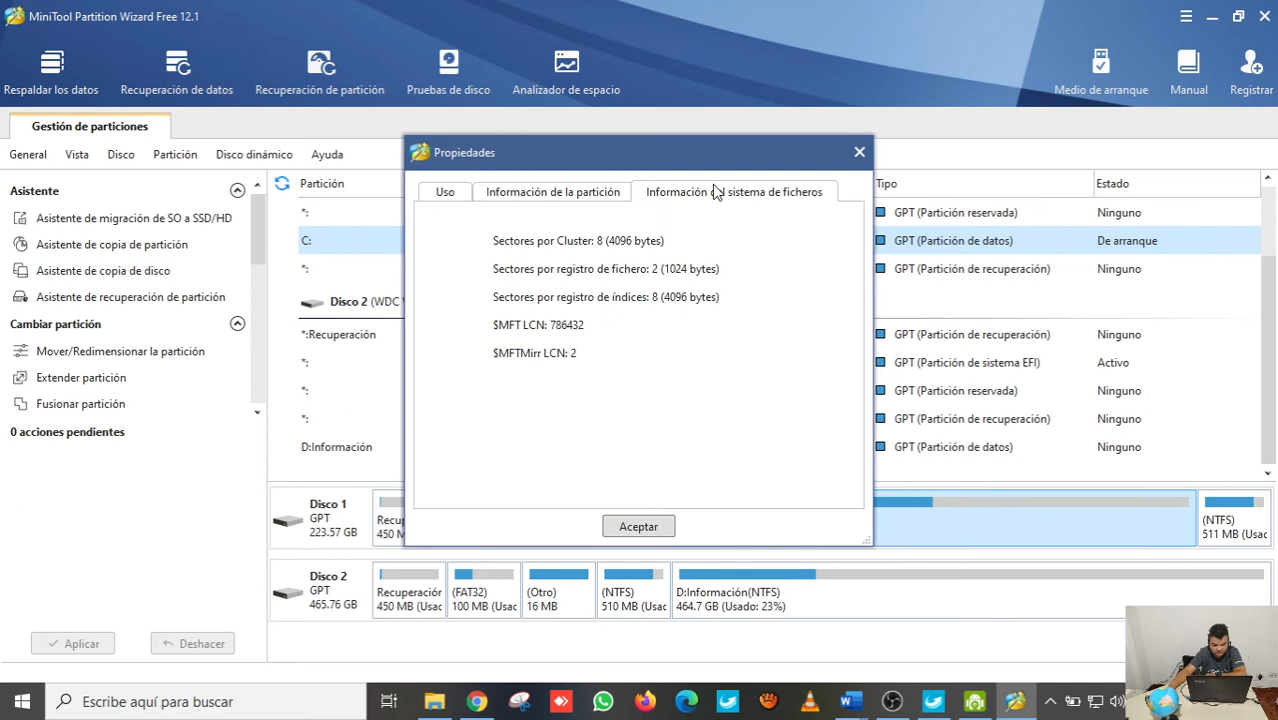 MiniTool Partition Wizard Free 12.1
Respaldar los datos
Recuperación de datos
Recuperación de partición
Pruebas de disco
Analizador de espacio
Medio de arranque
Manual
Registrar
Gestión de particiones
General Vista Disco Partición Disco dinámico Ayuda
Asistente
Asistente de migración de SO a SSD/HD
Asistente de copia de partición
Asistente de copia de disco
Asistente de recuperación de partición
Cambiar partición
Mover/Redimensionar la partición
Extender partición
Fusionar partición
0 acciones pendientes
Aplicar Deshacer
Partición Tipo Estado
*: GPT (Partición reservada) Ninguno
C: GPT (Partición de datos) De arranque
*: GPT (Partición de recuperación) Ninguno
Disco 2 (WDC
*:Recuperación GPT (Partición de recuperación) Ninguno
*: GPT (Partición de sistema EFI) Activo
*: GPT (Partición reservada) Ninguno
*: GPT (Partición de recuperación) Ninguno
D:Información GPT (Partición de datos) Ninguno
Propiedades
Uso
Información de la partición
Información sistema de ficheros
Sectores por Cluster: 8 (4096 bytes)
Sectores por registro de fichero: 2 (1024 bytes)
Sectores por registro de índices: 8 (4096 bytes)
$MFT LCN: 786432
$MFTMirr LCN: 2
Aceptar
Disco 1
GPT
223.57 GB
Recup
450 M
(NTFS)
511 MB (Usac
Disco 2
GPT
465.76 GB
Recuperación
450 MB (Usac
(FAT32)
100 MB (Usac
(Otro)
16 MB
(NTFS)
510 MB (Usac
D:Información(NTFS)
464.7 GB (Usado: 23%)
Escribe aquí para buscar